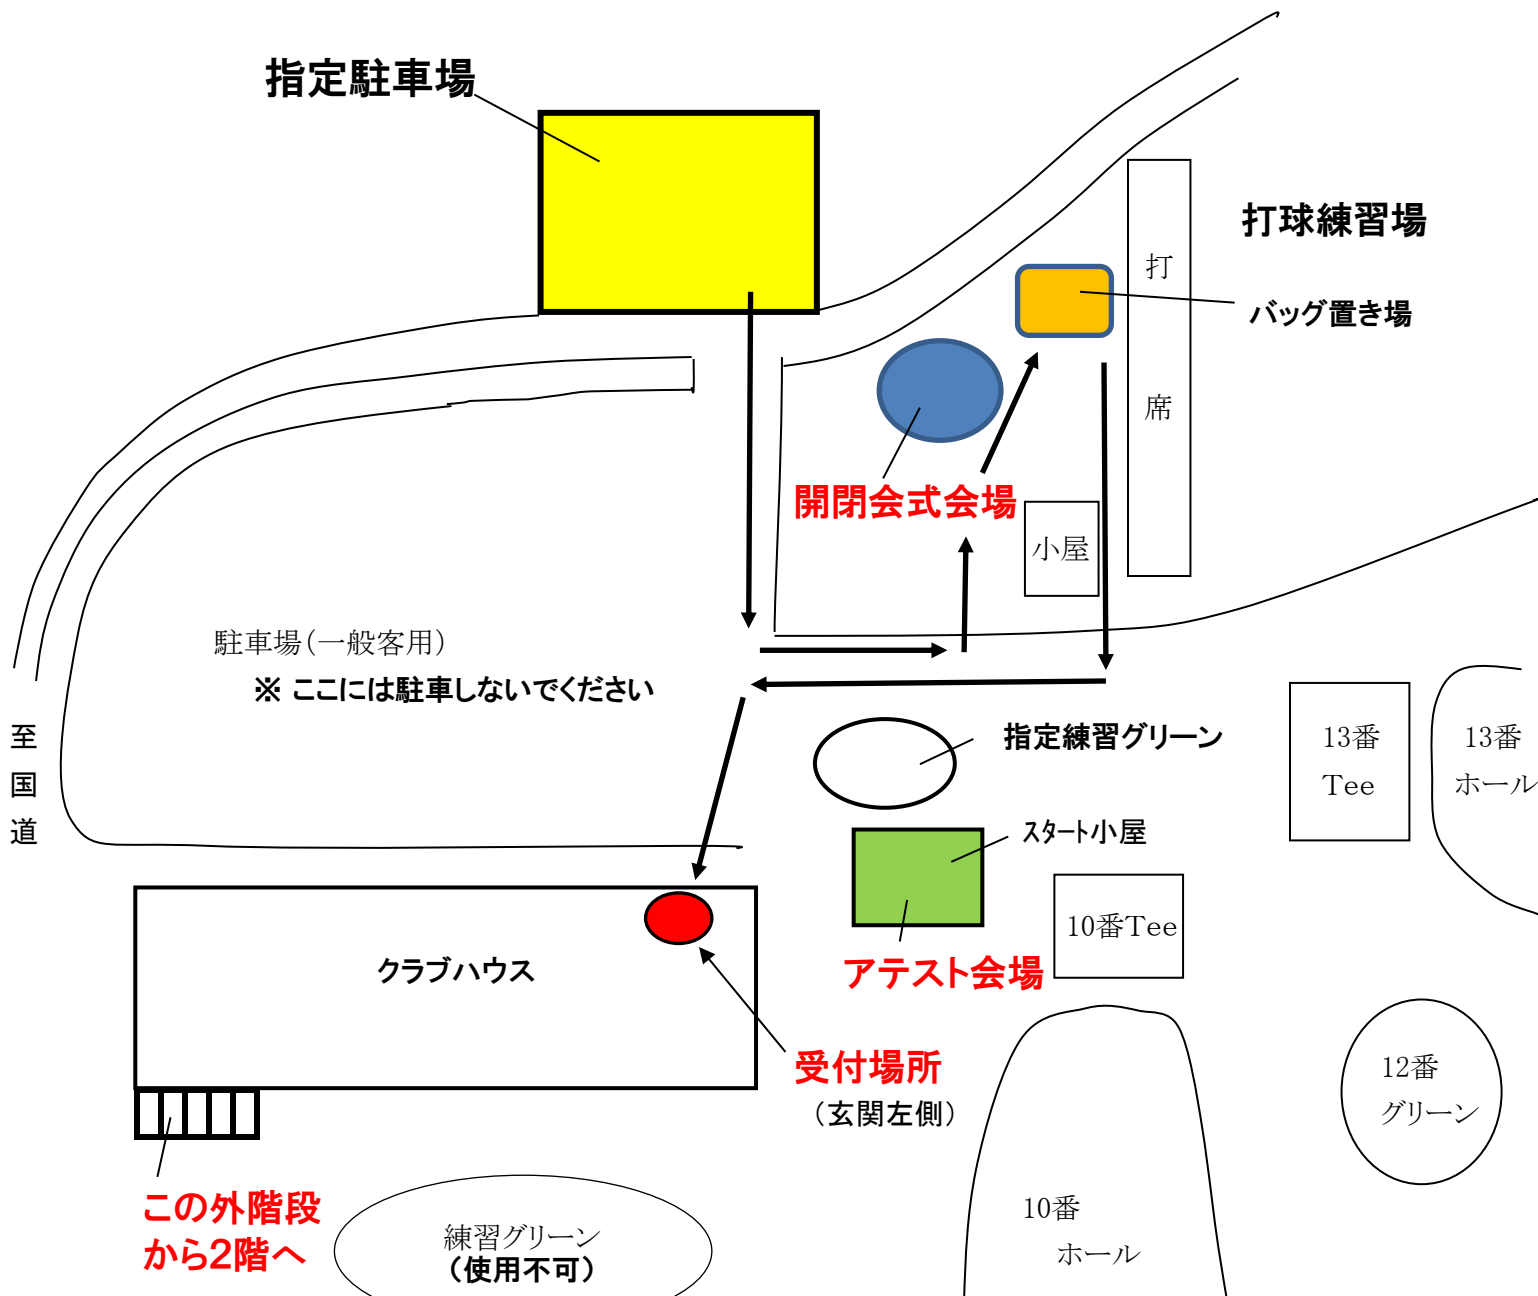 指定駐車場
打球練習場
打
席
バッグ置き場
開閉会式会場
小屋
駐車場(一般客用)
※ ここには駐車しないでください
至
国
道
指定練習グリーン
13番
Tee
13番
ホール
スタート小屋
10番Tee
アテスト会場
クラブハウス
受付場所
（玄関左側）
12番
グリーン
この外階段
から2階へ
練習グリーン
（使用不可）
10番
ホール